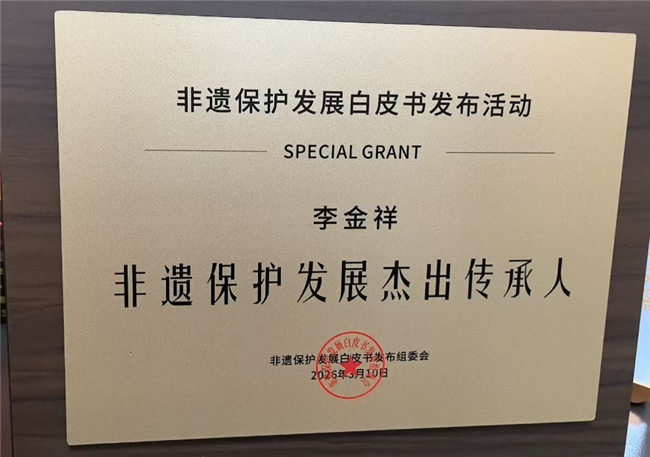 非遗保护发展白皮书发布活动
SPECIAL GRANT
李金祥
非遗保护发展杰出传承人
非遗保护发展白皮书发布组委会
2026年3月10日